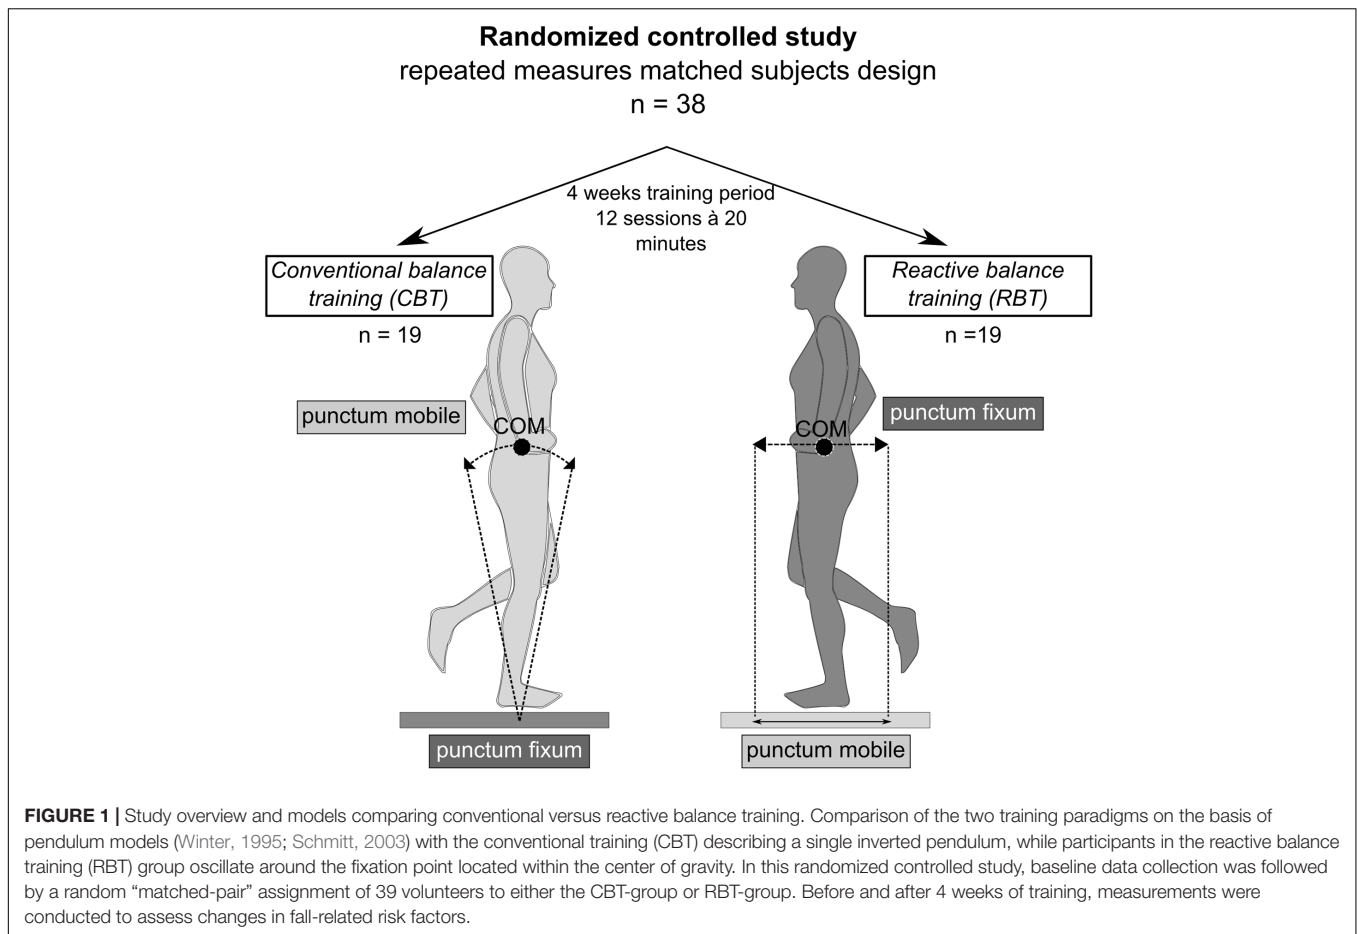 Randomized controlled study
repeated measures matched subjects design
n = 38
4 weeks training period
12 sessions à 20
minutes
Conventional balance
training (CBT)
n = 19
Reactive balance
training (RBT)
n =19
punctum mobile
COM
COM
punctum fixum
punctum fixum
punctum mobile
FIGURE 1 | Study overview and models comparing conventional versus reactive balance training. Comparison of the two training paradigms on the basis of
pendulum models (Winter, 1995; Schmitt, 2003) with the conventional training (CBT) describing a single inverted pendulum, while participants in the reactive balance
training (RBT) group oscillate around the fixation point located within the center of gravity. In this randomized controlled study, baseline data collection was followed
by a random “matched-pair” assignment of 39 volunteers to either the CBT-group or RBT-group. Before and after 4 weeks of training, measurements were
conducted to assess changes in fall-related risk factors.